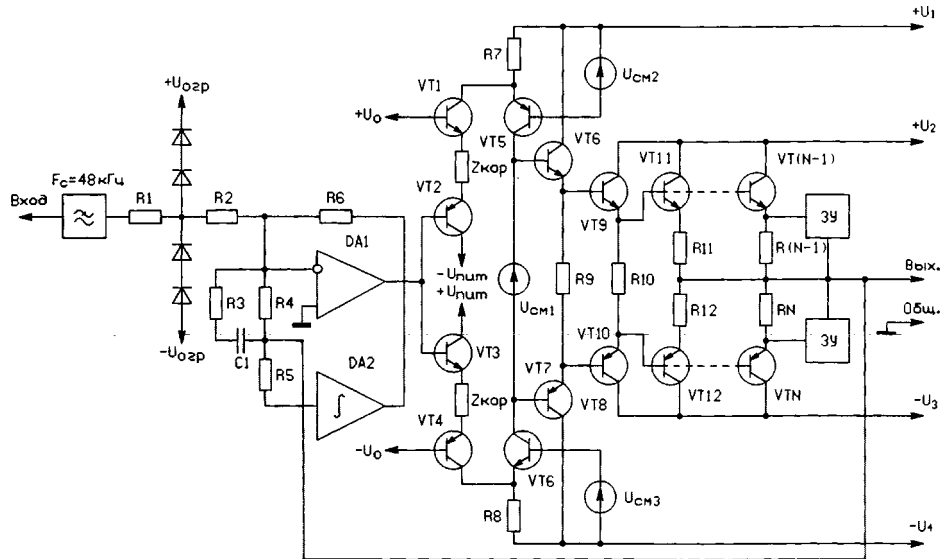 +U₁
R7
Uсм2
VT1
+U₀
VT5
VT6
+U₂
VT11
VT(N-1)
+Uогр
Zкор
Fс=48кГц
Вход
R1
R2
R6
VT2
VT9
ЗУ
DA1
R11
R(N-1)
-Uпит
+Uпит
Uсм1
R9
R10
Вых.
R3
R4
R12
RN
Общ.
C1
VT3
VT10
ЗУ
-Uогр
R5
DA2
∫
Zкор
VT7
VT8
VT4
VT12
VTN
-U₃
-U₀
VT6
R8
Uсм3
-U₄